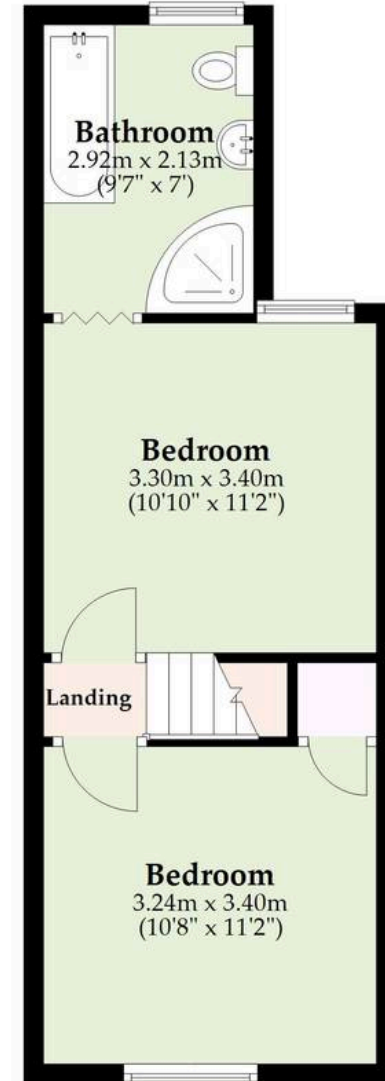 Bathroom
2.92m x 2.13m
(9'7" x 7')
Bedroom
3.30m x 3.40m
(10'10" x 11'2")
Landing
Bedroom
3.24m x 3.40m
(10'8" x 11'2")